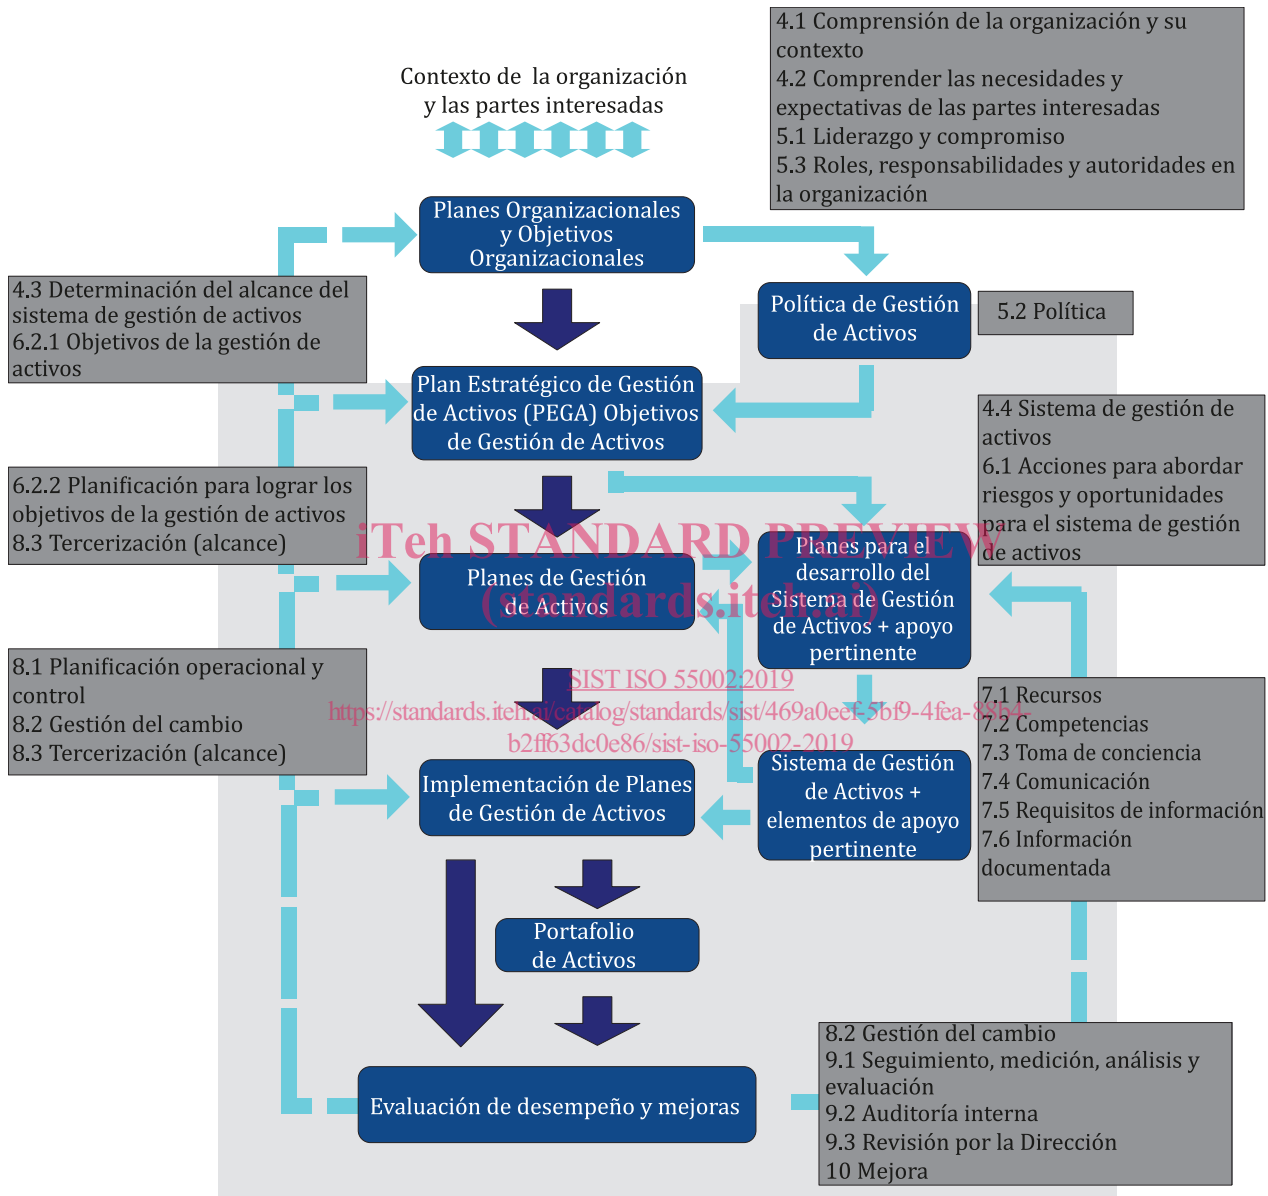 4.1 Comprensión de la organización y su
contexto
4.2 Comprender las necesidades y
expectativas de las partes interesadas
5.1 Liderazgo y compromiso
5.3 Roles, responsabilidades y autoridades en
la organización
Contexto de la organización
y las partes interesadas
Planes Organizacionales
y Objetivos
Organizacionales
4.3 Determinación del alcance del
sistema de gestión de activos
6.2.1 Objetivos de la gestión de
activos
Política de Gestión
de Activos
5.2 Política
Plan Estratégico de Gestión
de Activos (PEGA) Objetivos
de Gestión de Activos
4.4 Sistema de gestión de
activos
6.1 Acciones para abordar
riesgos y oportunidades
para el sistema de gestión
de activos
6.2.2 Planificación para lograr los
objetivos de la gestión de activos
8.3 Tercerización (alcance)
iTeh STANDARD PREVIEW
(standards.iteh.ai)
Planes de Gestión
de Activos
Planes para el
desarrollo del
Sistema de Gestión
de Activos + apoyo
pertinente
8.1 Planificación operacional y
control
8.2 Gestión del cambio
8.3 Tercerización (alcance)
SIST ISO 55002:2019
https://standards.iteh.ai/catalog/standards/sist/469a0eef-5bf9-4fea-88b4-
b2ff63dc0e86/sist-iso-55002-2019
7.1 Recursos
7.2 Competencias
7.3 Toma de conciencia
7.4 Comunicación
7.5 Requisitos de información
7.6 Información
documentada
Implementación de Planes
de Gestión de Activos
Sistema de Gestión
de Activos +
elementos de apoyo
pertinente
Portafolio
de Activos
Evaluación de desempeño y mejoras
8.2 Gestión del cambio
9.1 Seguimiento, medición, análisis y
evaluación
9.2 Auditoría interna
9.3 Revisión por la Dirección
10 Mejora